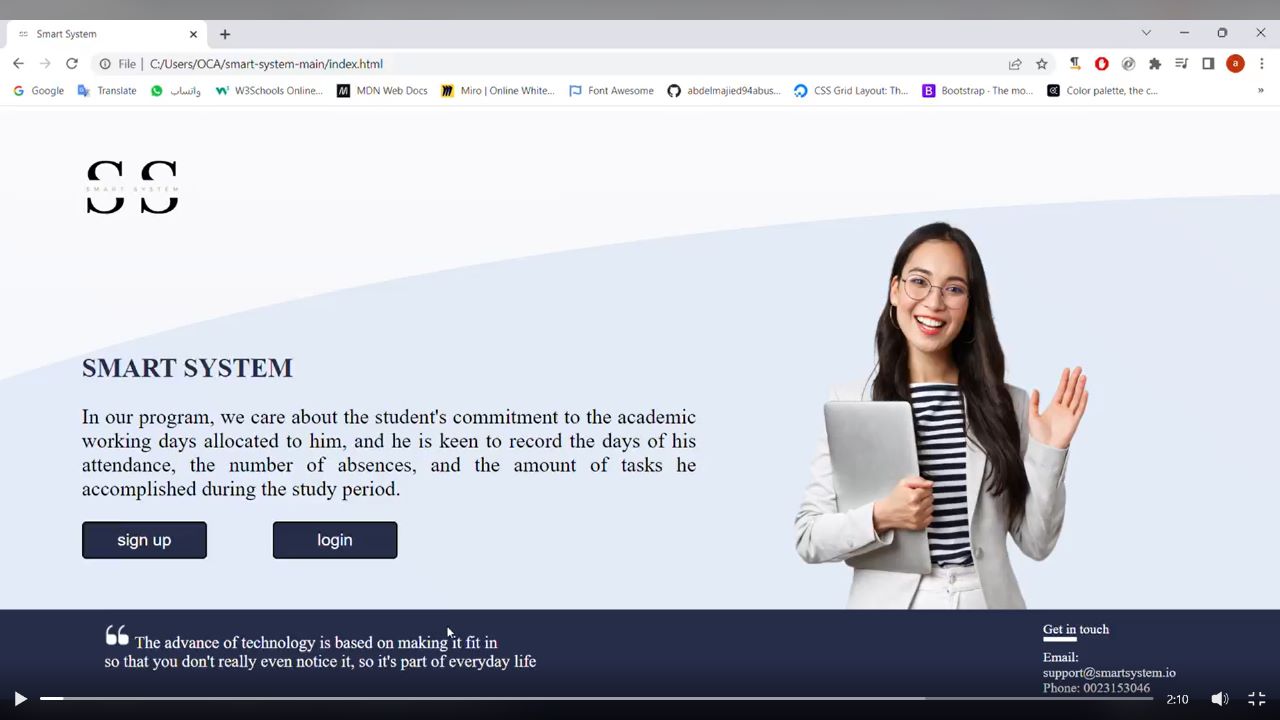 SS Smart System
File C:/Users/OCA/smart-system-main/index.html a
Google Translate واتساب W3Schools Online... MDN Web Docs Miro | Online White... Font Awesome abdelmajied94abus... CSS Grid Layout: Th... Bootstrap - The mo... Color palette, the c... »
SS
SMART SYSTEM
SMART SYSTEM
In our program, we care about the student's commitment to the academic
working days allocated to him, and he is keen to record the days of his
attendance, the number of absences, and the amount of tasks he
accomplished during the study period.
sign up login
❝ The advance of technology is based on making it fit in
so that you don't really even notice it, so it's part of everyday life
Get in touch
Email:
support@smartsystem.io
Phone: 0023153046
2:10